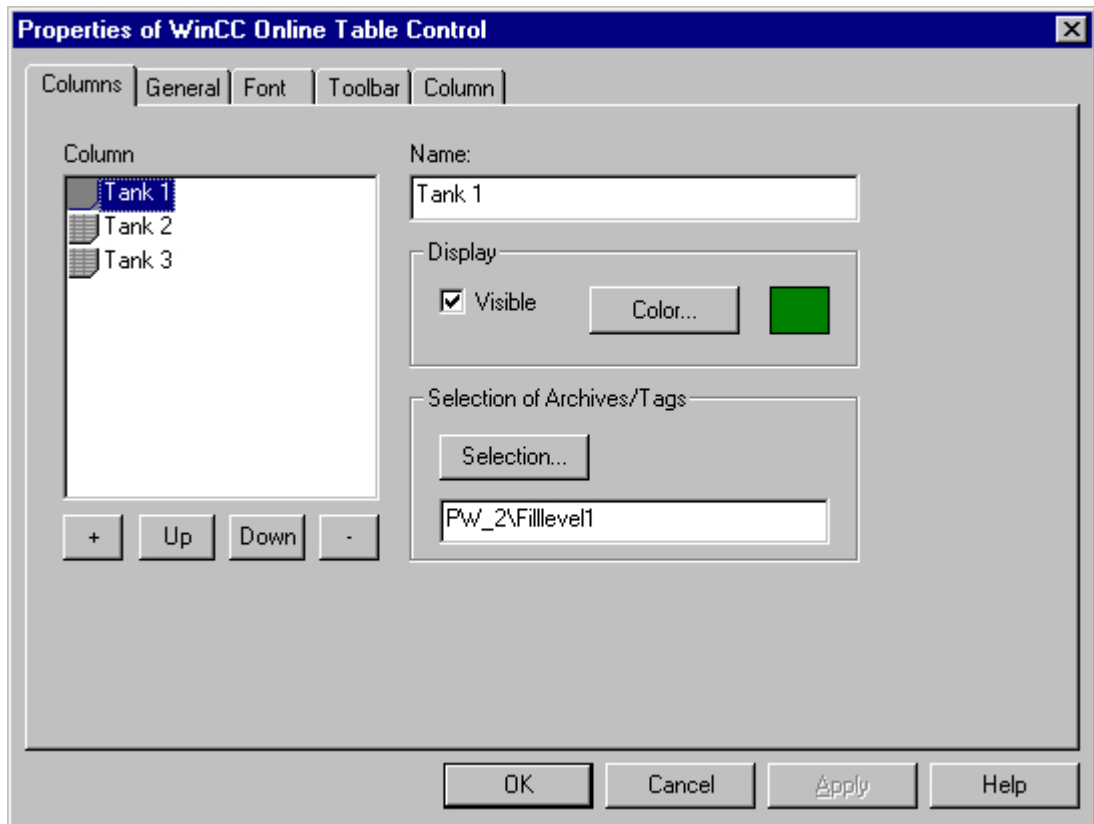 Properties of WinCC Online Table Control
Columns General Font Toolbar Column
Column
Tank 1
Tank 2
Tank 3
+ Up Down -
Name:
Tank 1
Display
Visible Color...
Selection of Archives/Tags
Selection...
PW_2\Filllevel1
OK Cancel Apply Help